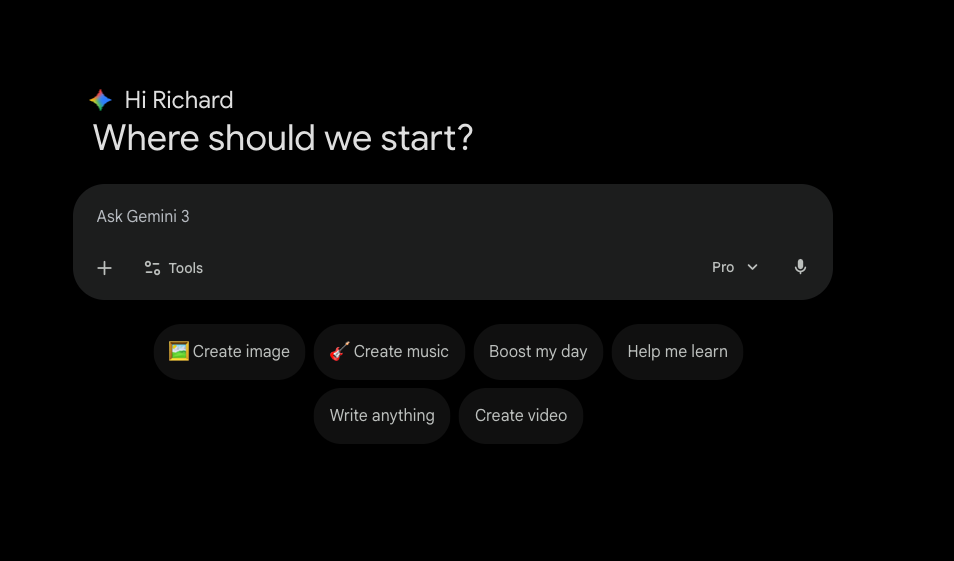 Hi Richard
Where should we start?
Ask Gemini 3
Tools
Pro
Create image
Create music
Boost my day
Help me learn
Write anything
Create video